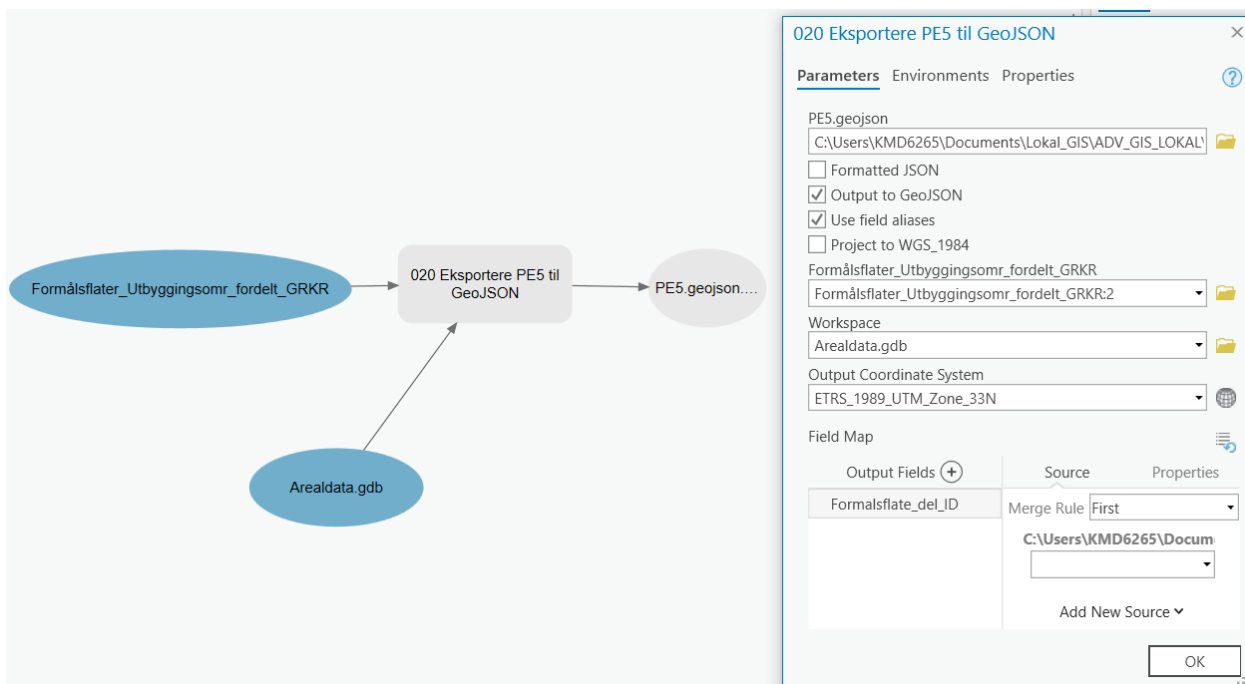 Formålsflater_Utbyggingsomr_fordelt_GRKR
020 Eksportere PE5 til
GeoJSON
PE5.geojson....
Arealdata.gdb
020 Eksportere PE5 til GeoJSON
Parameters Environments Properties
?
PE5.geojson
C:\Users\KMD6265\Documents\Lokal_GIS\ADV_GIS_LOKAL\
Formatted JSON
Output to GeoJSON
Use field aliases
Project to WGS_1984
Formålsflater_Utbyggingsomr_fordelt_GRKR
Formålsflater_Utbyggingsomr_fordelt_GRKR:2
Workspace
Arealdata.gdb
Output Coordinate System
ETRS_1989_UTM_Zone_33N
Field Map
Output Fields
Source Properties
Formalsflate_del_ID
Merge Rule First
C:\Users\KMD6265\Docum
Add New Source
OK